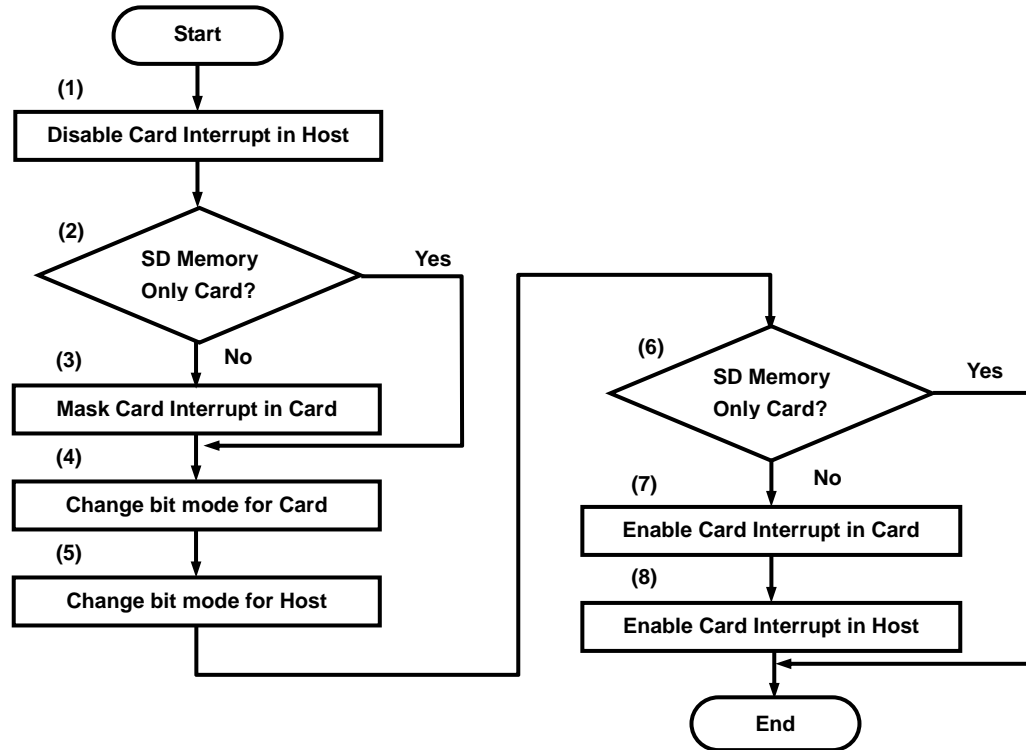 Start
(1)
Disable Card Interrupt in Host
(2)
SD Memory
Only Card?
Yes
No
(3)
Mask Card Interrupt in Card
(4)
Change bit mode for Card
(5)
Change bit mode for Host
(6)
SD Memory
Only Card?
Yes
No
(7)
Enable Card Interrupt in Card
(8)
Enable Card Interrupt in Host
End